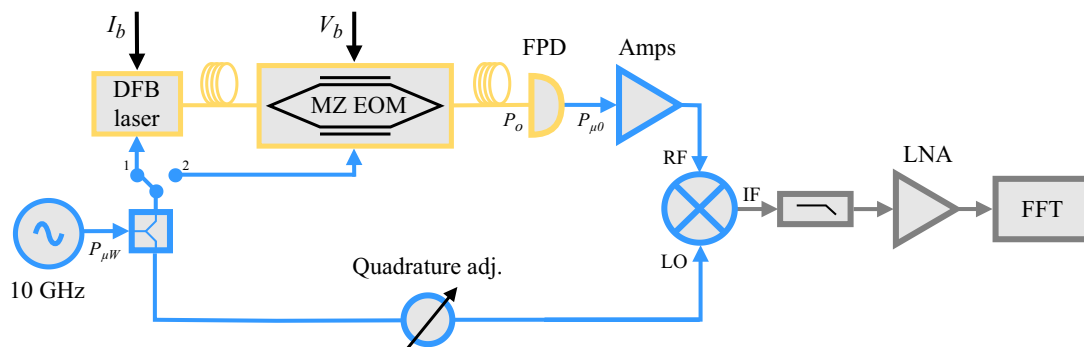 I_b
V_b
FPD
Amps
DFB
laser
MZ EOM
P_o
P_μ0
1
2
RF
LNA
IF
FFT
P_μW
LO
10 GHz
Quadrature adj.